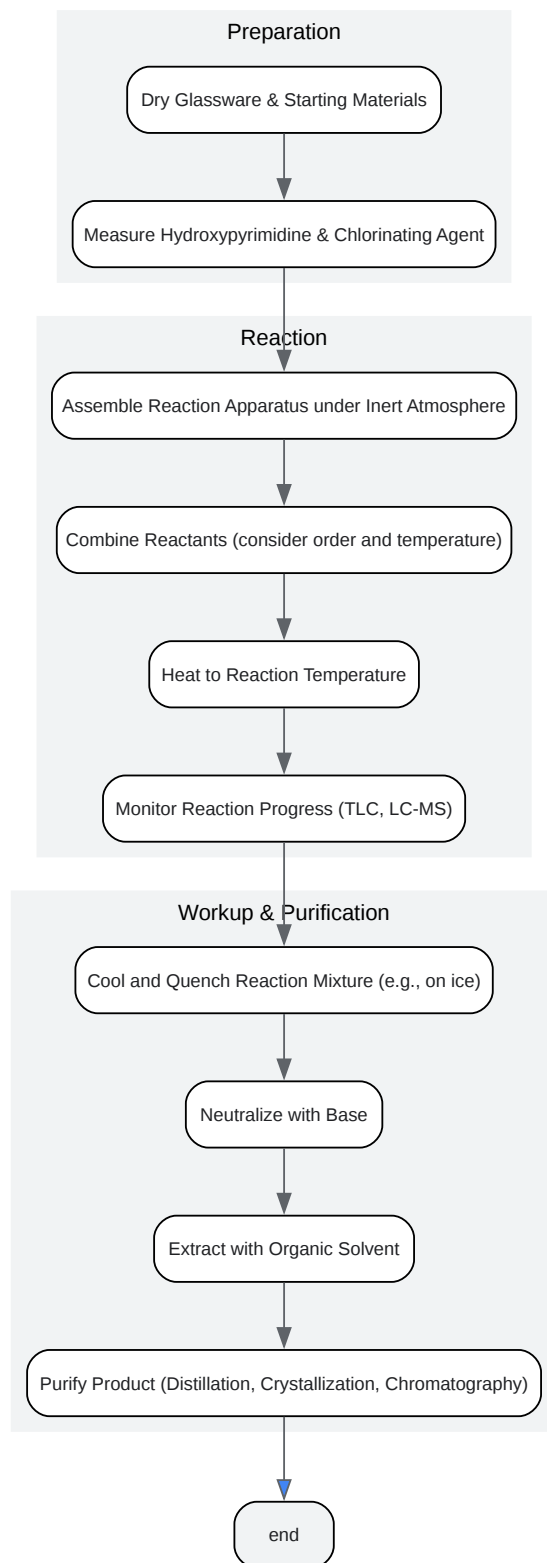 Preparation
Dry Glassware & Starting Materials
Measure Hydroxypyrimidine & Chlorinating Agent
Reaction
Assemble Reaction Apparatus under Inert Atmosphere
Combine Reactants (consider order and temperature)
Heat to Reaction Temperature
Monitor Reaction Progress (TLC, LC-MS)
Workup & Purification
Cool and Quench Reaction Mixture (e.g., on ice)
Neutralize with Base
Extract with Organic Solvent
Purify Product (Distillation, Crystallization, Chromatography)
end